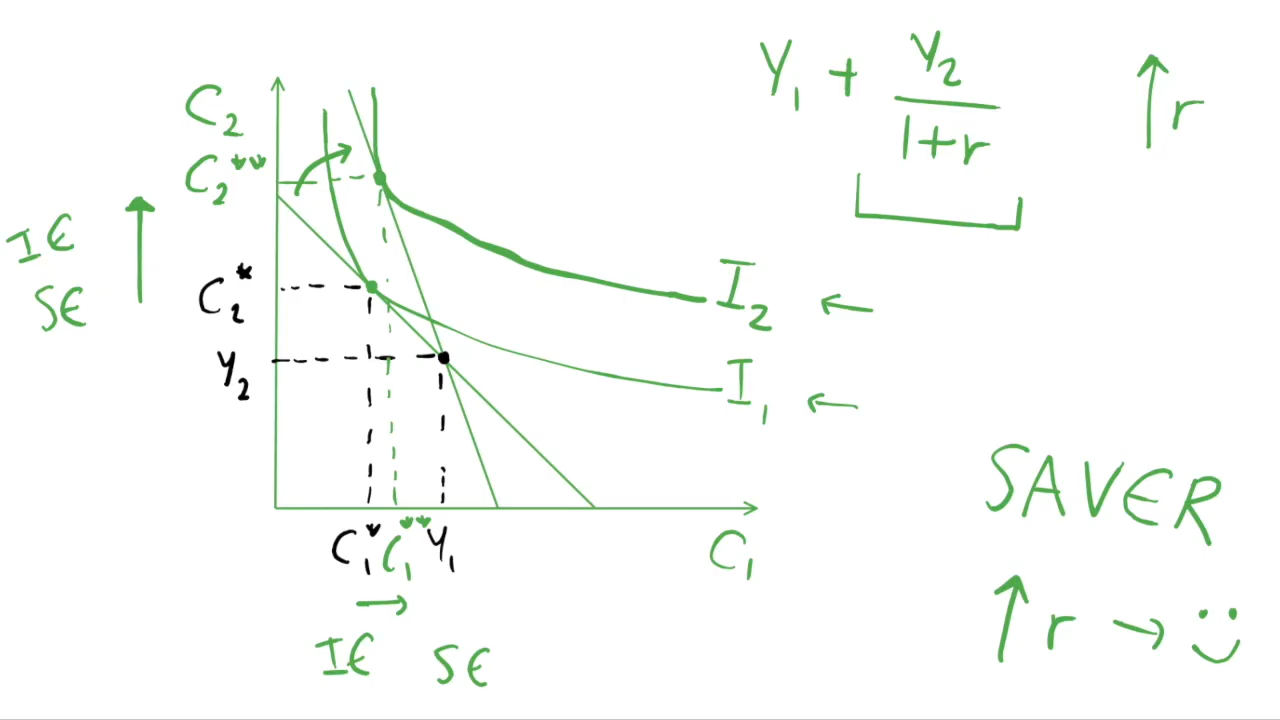 C₂
C₂**
IE
SE
C₂*
Y₂
C₁* C₁** Y₁
C₁
IE SE
Y₁ + Y₂/(1+r)
↑r
I₂ ←
I₁ ←
SAVER
↑r → :)